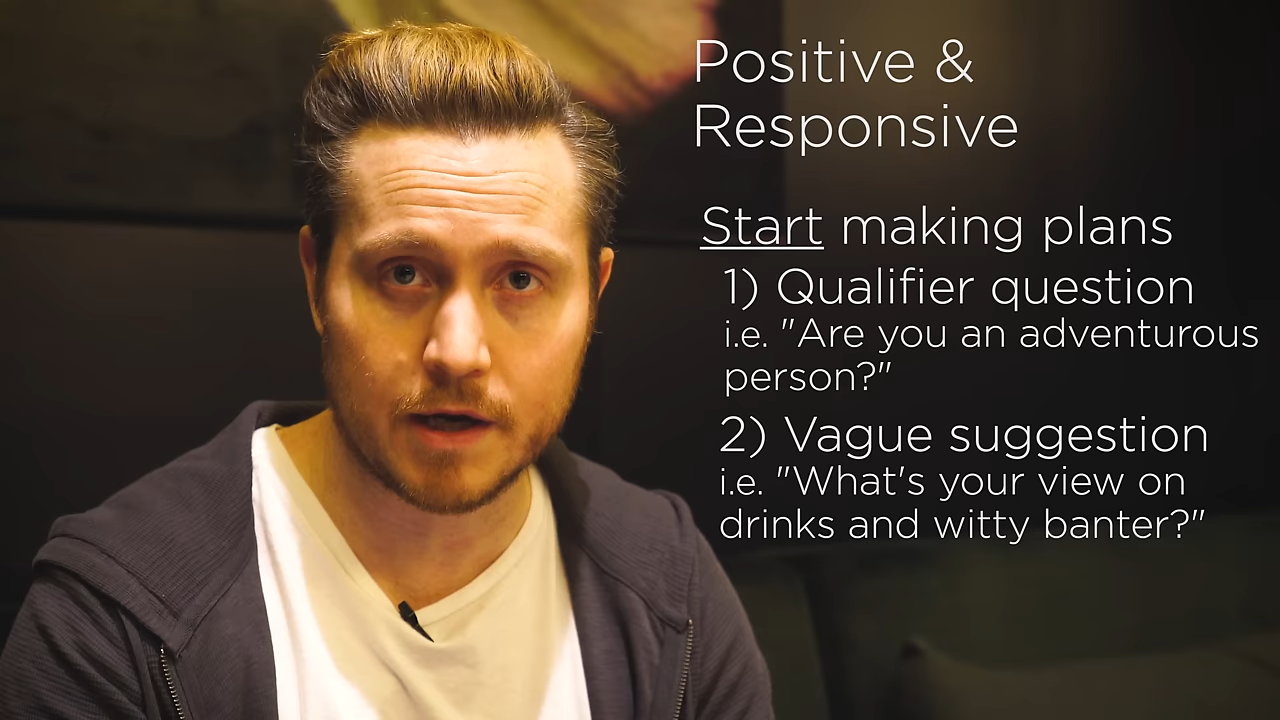 Positive &
Responsive
Start making plans
1) Qualifier question
i.e. "Are you an adventurous
person?"
2) Vague suggestion
i.e. "What's your view on
drinks and witty banter?"